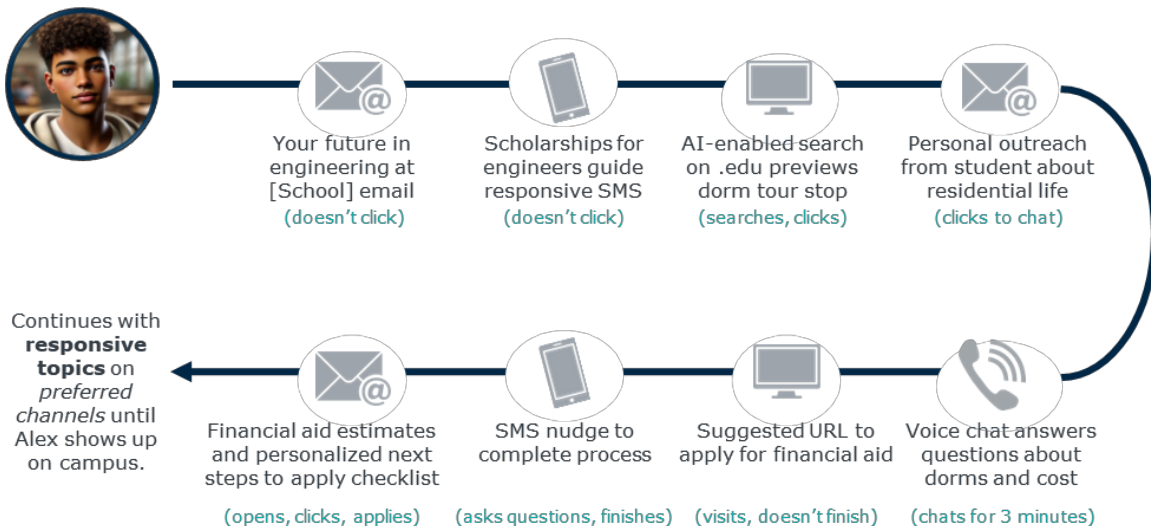 Your future in
engineering at
[School] email
(doesn't click)
Scholarships for
engineers guide
responsive SMS
(doesn't click)
AI-enabled search
on .edu previews
dorm tour stop
(searches, clicks)
Personal outreach
from student about
residential life
(clicks to chat)
Voice chat answers
questions about
dorms and cost
(chats for 3 minutes)
Suggested URL to
apply for financial aid
(visits, doesn't finish)
SMS nudge to
complete process
(asks questions, finishes)
Financial aid estimates
and personalized next
steps to apply checklist
(opens, clicks, applies)
Continues with
responsive
topics on
preferred
channels until
Alex shows up
on campus.